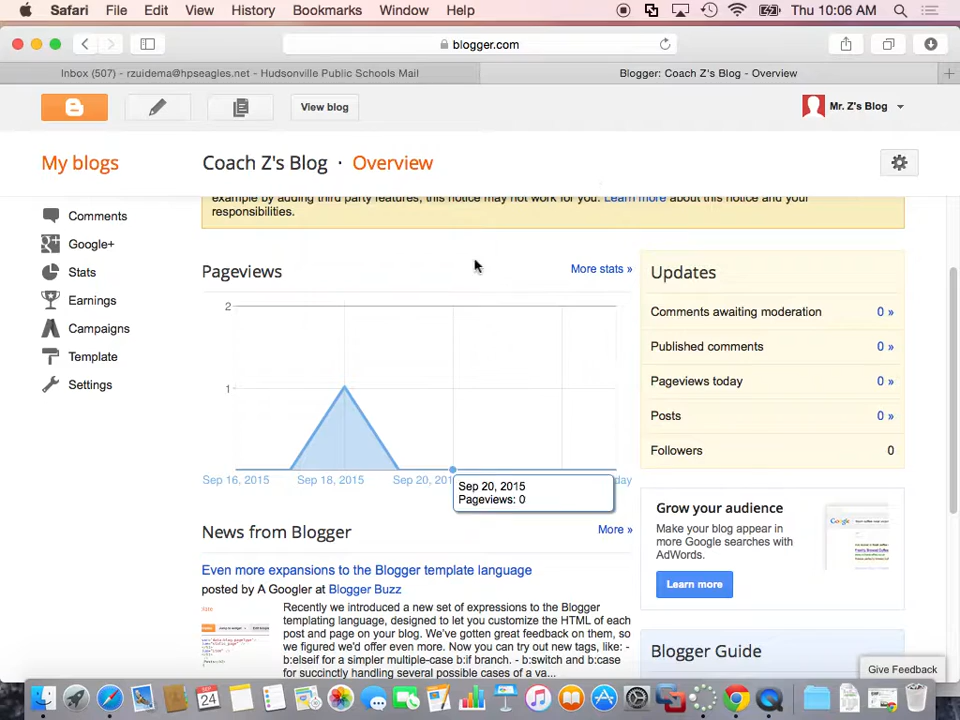 Safari File Edit View History Bookmarks Window Help Thu 10:06 AM
blogger.com
Inbox (507) - rzuidema@hpseagles.net - Hudsonville Public Schools Mail Blogger: Coach Z's Blog - Overview
View blog Mr. Z's Blog
My blogs Coach Z's Blog · Overview
example by adding third party features, this notice may not work for you. Learn more about this notice and your
responsibilities.
Comments
Google+
Stats
Earnings
Campaigns
Template
Settings
Pageviews More stats »
2
1
Sep 16, 2015 Sep 18, 2015 Sep 20, 201 day
Sep 20, 2015
Pageviews: 0
Updates
Comments awaiting moderation 0 »
Published comments 0 »
Pageviews today 0 »
Posts 0 »
Followers 0
News from Blogger More »
Even more expansions to the Blogger template language
posted by A Googler at Blogger Buzz
Recently we introduced a new set of expressions to the Blogger
templating language, designed to let you customize the HTML of each
post and page on your blog. We've gotten great feedback on them, so
we figured we'd offer even more. Now you can try out new tags, like: -
b:elseif for a simpler multiple-case b:if branch. - b:switch and b:case
for succinctly handling several possible cases of a va...
Grow your audience
Make your blog appear in
more Google searches with
AdWords.
Learn more
Google
Blogger Guide
Give Feedback
SEP
24